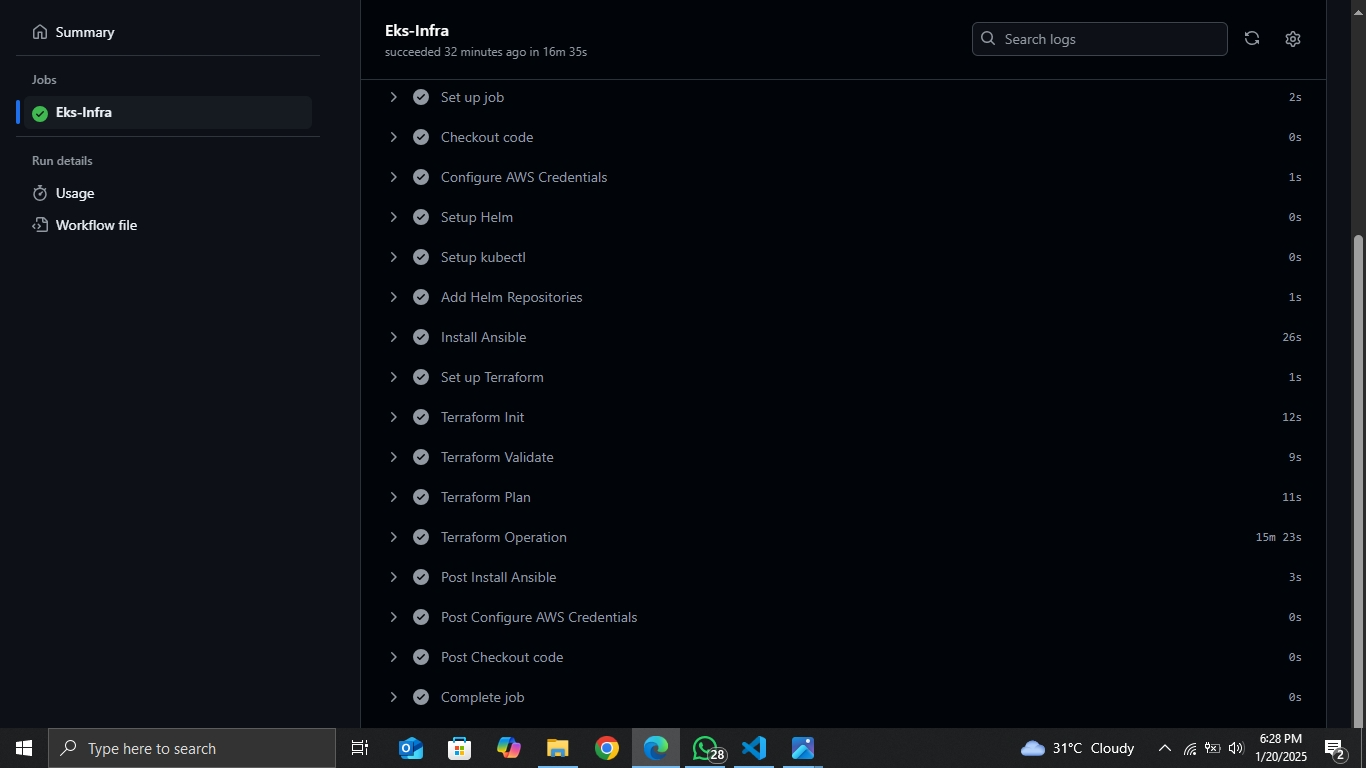 Summary
Jobs
Eks-Infra
Run details
Usage
Workflow file
Eks-Infra
succeeded 32 minutes ago in 16m 35s
Search logs
Set up job 2s
Checkout code 0s
Configure AWS Credentials 1s
Setup Helm 0s
Setup kubectl 0s
Add Helm Repositories 1s
Install Ansible 26s
Set up Terraform 1s
Terraform Init 12s
Terraform Validate 9s
Terraform Plan 11s
Terraform Operation 15m 23s
Post Install Ansible 3s
Post Configure AWS Credentials 0s
Post Checkout code 0s
Complete job 0s
Type here to search
28
31°C Cloudy
6:28 PM
1/20/2025
2